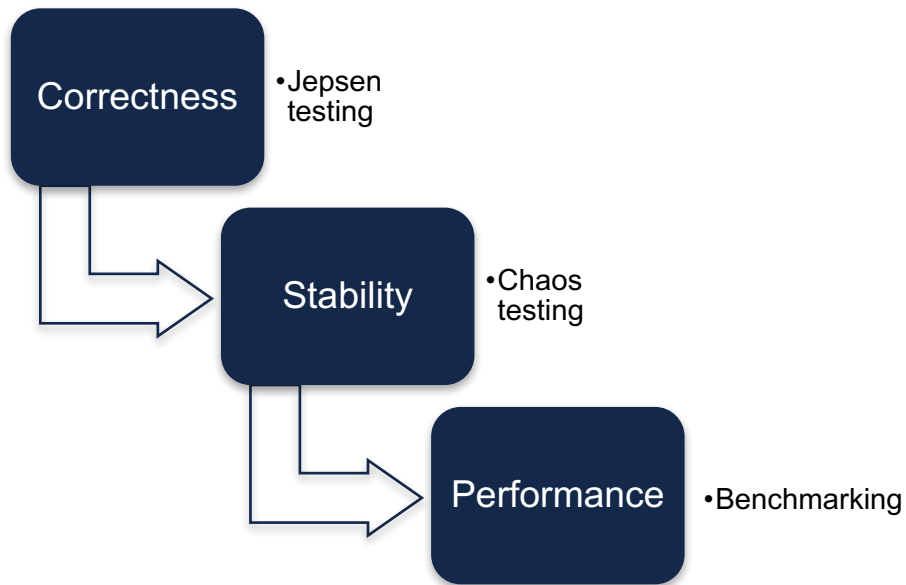 Correctness
•Jepsen
testing
Stability
•Chaos
testing
Performance
•Benchmarking